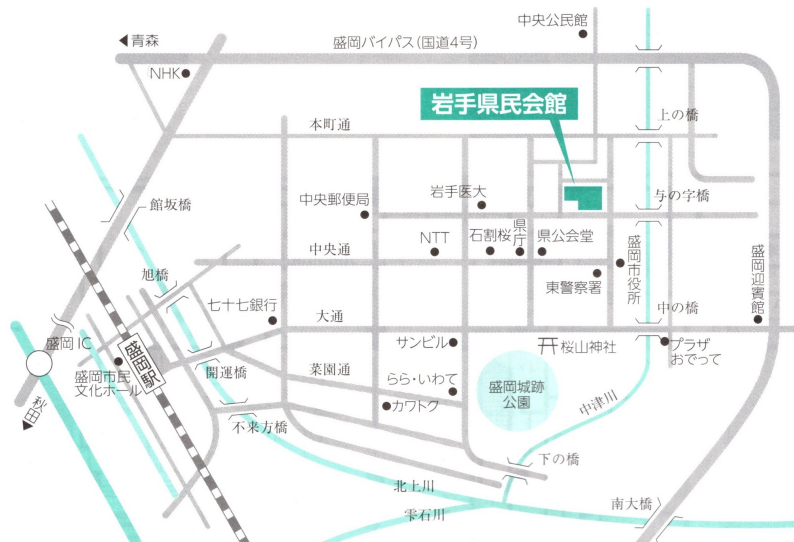 中央公民館
青森
盛岡バイパス(国道4号)
NHK
岩手県民会館
上の橋
本町通
館坂橋
中央郵便局
岩手医大
与の字橋
NTT
石割桜
県庁
県公会堂
盛岡市役所
盛岡迎賓館
中央通
旭橋
東警察署
七十七銀行
大通
中の橋
盛岡IC
盛岡駅
サンビル
桜山神社
プラザ
おでって
盛岡市民
文化ホール
開運橋
菜園通
らら・いわて
盛岡城跡
公園
秋田
カワトク
中津川
不来方橋
下の橋
北上川
雫石川
南大橋